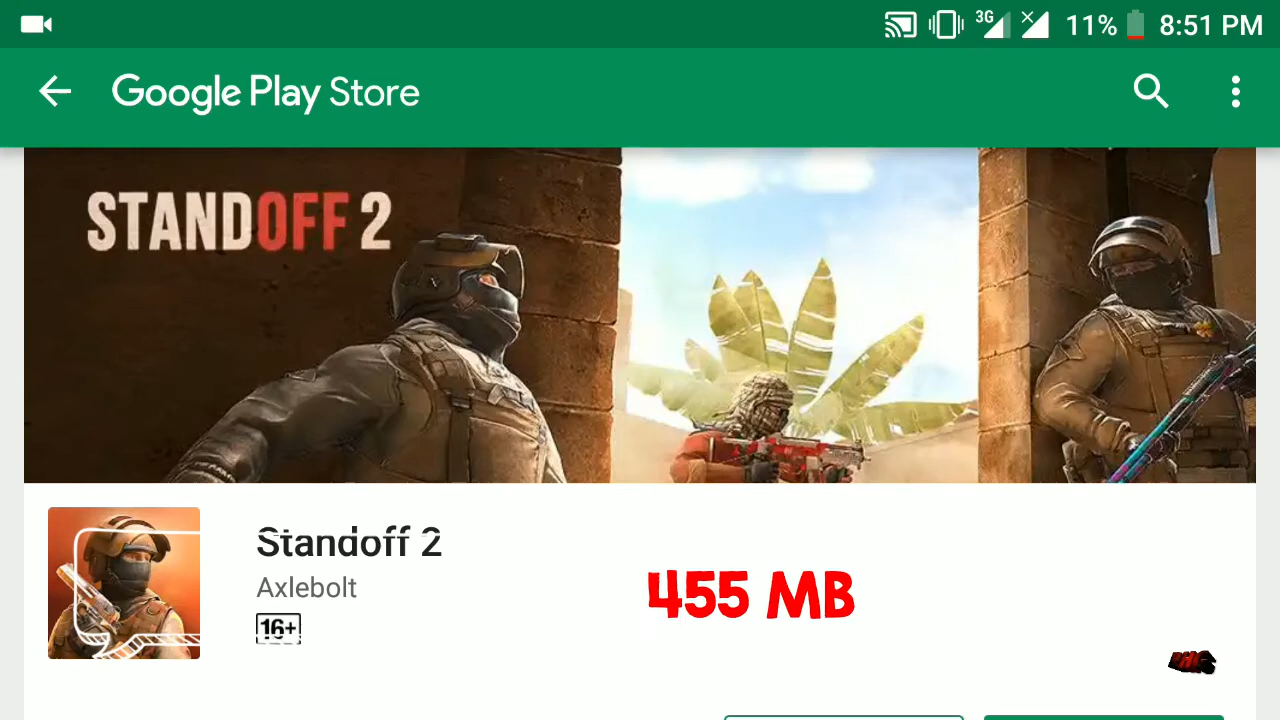 3G 11% 8:51 PM
Google Play Store
STANDOFF 2
Standoff 2
Axlebolt
16+
455 MB